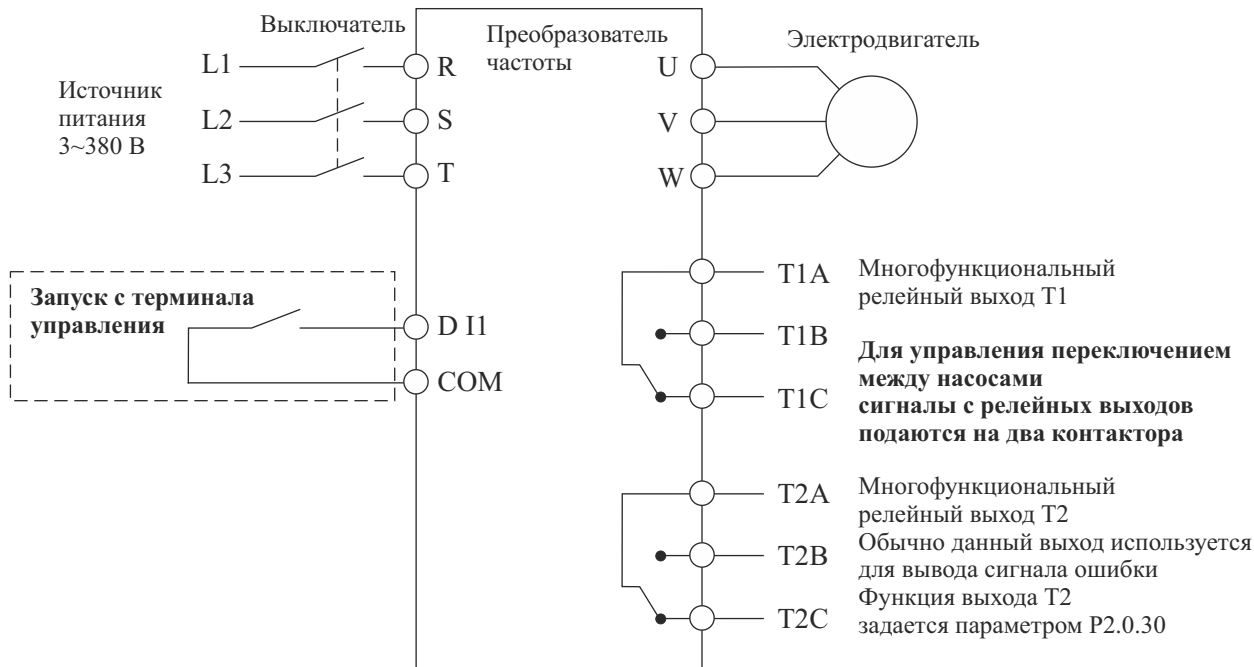 Выключатель
Преобразователь
частоты
Электродвигатель
L1
R
U
Источник
питания
3~380 В
L2
S
V
L3
T
W
Запуск с терминала
управления
D I1
COM
T1A
Многофункциональный
релейный выход T1
T1B
T1C
Для управления переключением
между насосами
сигналы с релейных выходов
подаются на два контактора
T2A
Многофункциональный
релейный выход T2
T2B
Обычно данный выход используется
для вывода сигнала ошибки
T2C
Функция выхода T2
задается параметром P2.0.30